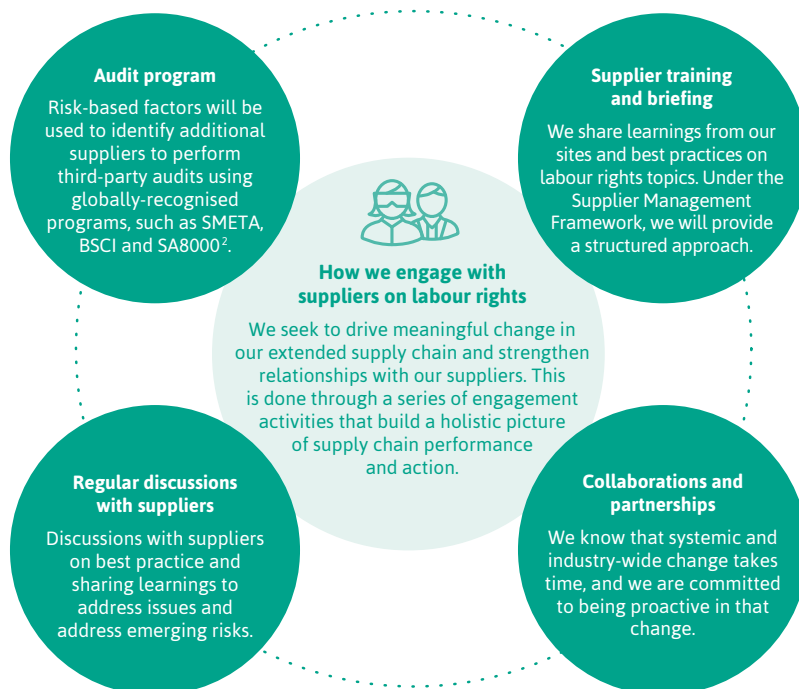 Audit program
Risk-based factors will be
used to identify additional
suppliers to perform
third-party audits using
globally-recognised
programs, such as SMETA,
BSCI and SA8000².
Supplier training
and briefing
We share learnings from our
sites and best practices on
labour rights topics. Under the
Supplier Management
Framework, we will provide
a structured approach.
How we engage with
suppliers on labour rights
We seek to drive meaningful change in
our extended supply chain and strengthen
relationships with our suppliers. This
is done through a series of engagement
activities that build a holistic picture
of supply chain performance
and action.
Regular discussions
with suppliers
Discussions with suppliers
on best practice and
sharing learnings to
address issues and
address emerging risks.
Collaborations and
partnerships
We know that systemic and
industry-wide change takes
time, and we are committed
to being proactive in that
change.